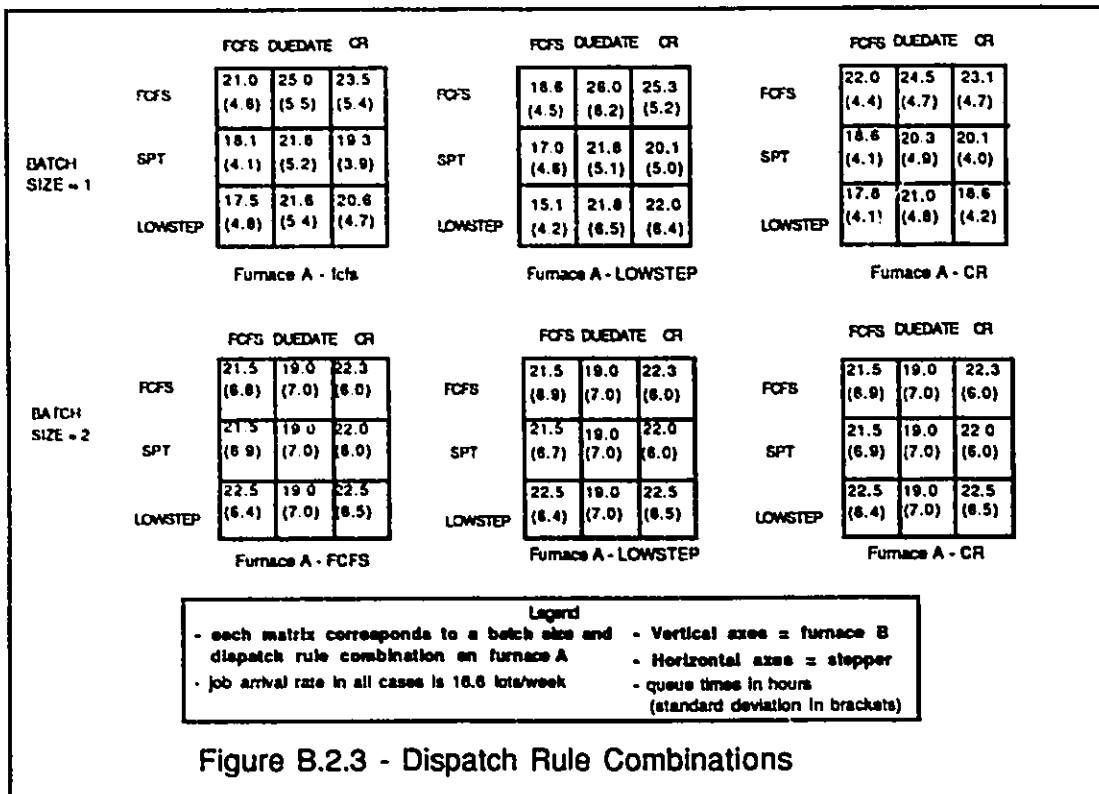 FCFS DUEDATE CR
FCFS 21.0 25 0 23.5
(4.6) (5 5) (5.4)
SPT 18.1 21.6 19.3
(4.1) (5.2) (3.9)
LOWSTEP 17.5 21.6 20.6
(4.8) (5 4) (4.7)
Furnace A - fcfs
FCFS DUEDATE CR
FCFS 18.6 26.0 25.3
(4.5) (6.2) (5.2)
SPT 17.0 21.8 20.1
(4.6) (5.1) (5.0)
LOWSTEP 15.1 21.8 22.0
(4.2) (6.5) (6.4)
Furnace A - LOWSTEP
FCFS DUEDATE CR
FCFS 22.0 24.5 23.1
(4.4) (4.7) (4.7)
SPT 18.6 20.3 20.1
(4.1) (4.9) (4.0)
LOWSTEP 17.8 21.0 18.6
(4.1) (4.8) (4.2)
Furnace A - CR
BATCH
SIZE = 1
FCFS DUEDATE CR
FCFS 21.5 19.0 22.3
(6.8) (7.0) (6.0)
SPT 21.5 19 0 22.0
(6 9) (7.0) (6.0)
LOWSTEP 22.5 19 0 22.5
(6.4) (7.0) (6.5)
Furnace A - FCFS
FCFS DUEDATE CR
FCFS 21.5 19.0 22.3
(6.9) (7.0) (6.0)
SPT 21.5 19.0 22.0
(6.7) (7.0) (6.0)
LOWSTEP 22.5 19.0 22.5
(6.4) (7.0) (6.5)
Furnace A - LOWSTEP
FCFS DUEDATE CR
FCFS 21.5 19.0 22.3
(6.9) (7.0) (6.0)
SPT 21.5 19.0 22 0
(6.9) (7.0) (6.0)
LOWSTEP 22.5 19.0 22.5
(6.4) (7.0) (6.5)
Furnace A - CR
BATCH
SIZE = 2
Legend
- each matrix corresponds to a batch size and
dispatch rule combination on furnace A
- job arrival rate in all cases is 16.6 lots/week
- Vertical axes = furnace B
- Horizontal axes = stepper
- queue times in hours
(standard deviation in brackets)
Figure B.2.3 - Dispatch Rule Combinations